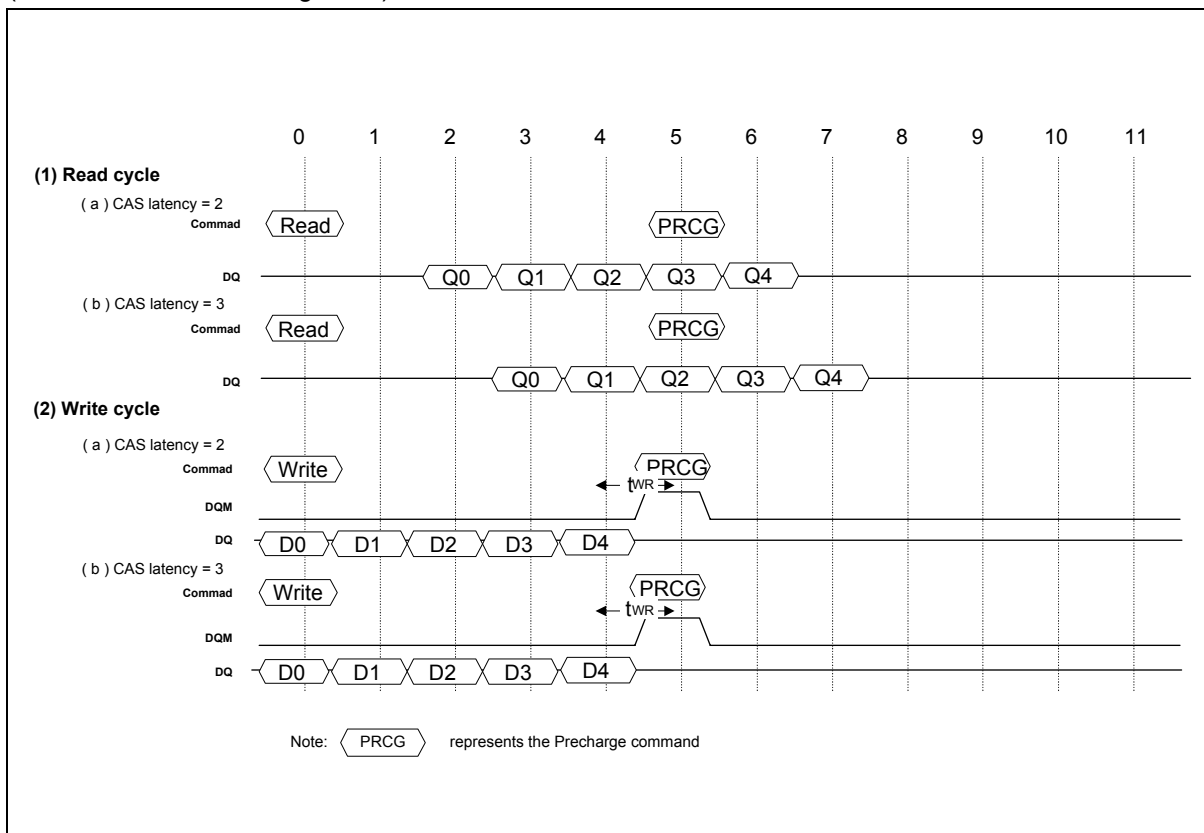 0 1 2 3 4 5 6 7 8 9 10 11
(1) Read cycle
( a ) CAS latency = 2
Commad Read PRCG
DQ Q0 Q1 Q2 Q3 Q4
( b ) CAS latency = 3
Commad Read PRCG
DQ Q0 Q1 Q2 Q3 Q4
(2) Write cycle
( a ) CAS latency = 2
Commad Write PRCG
tWR
DQM
DQ D0 D1 D2 D3 D4
( b ) CAS latency = 3
Commad Write PRCG
tWR
DQM
DQ D0 D1 D2 D3 D4
Note: PRCG represents the Precharge command